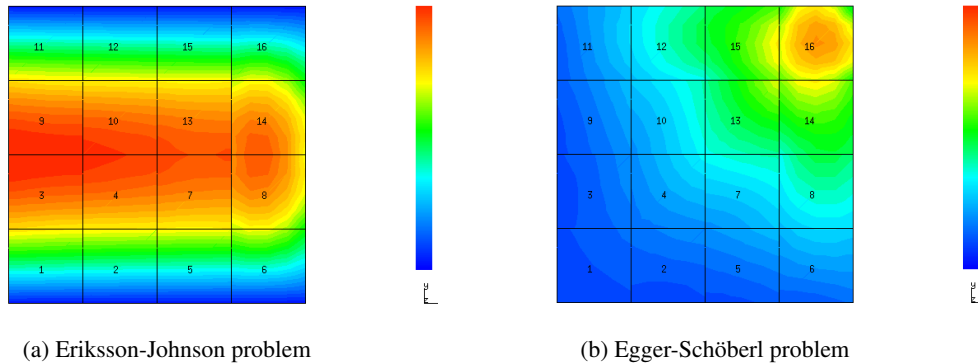 11 12 15 16
9 10 13 14
3 4 7 8
1 2 5 6
y
z
11 12 15 16
9 10 13 14
3 4 7 8
1 2 5 6
y
z
(a) Eriksson-Johnson problem
(b) Egger-Schöberl problem